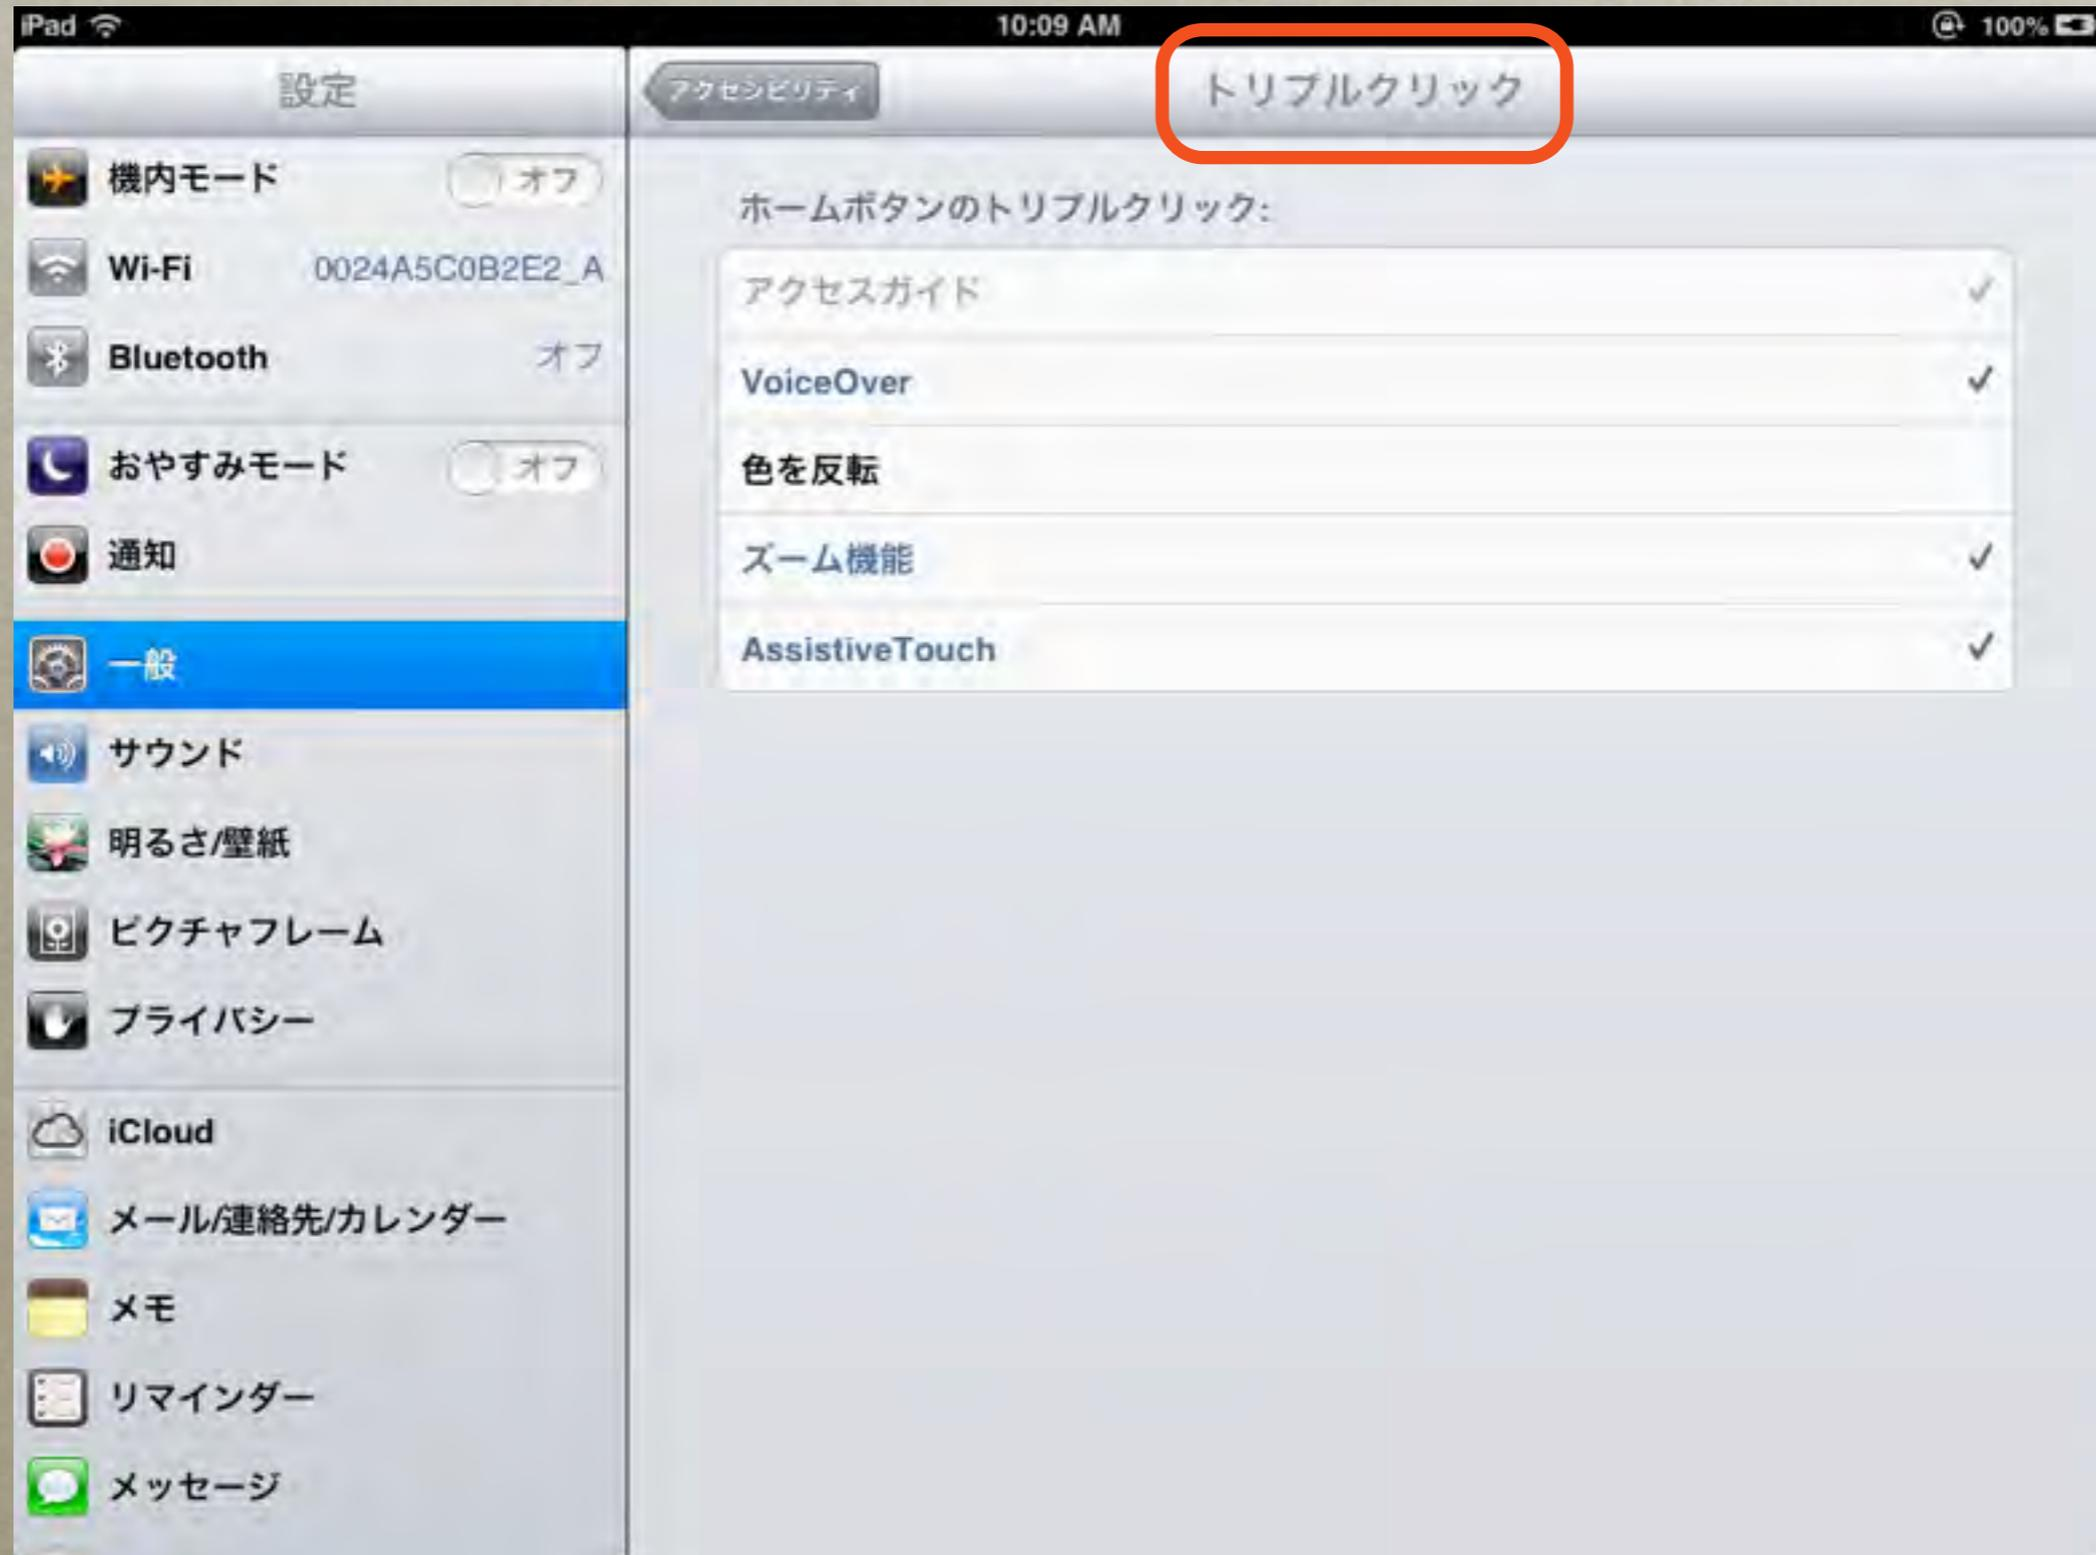 iPad
10:09 AM
100%
設定
機内モード オフ
Wi-Fi 0024A5C0B2E2_A
Bluetooth オフ
おやすみモード オフ
通知
一般
サウンド
明るさ/壁紙
ピクチャフレーム
プライバシー
iCloud
メール/連絡先/カレンダー
メモ
リマインダー
メッセージ
アクセシビリティ
トリプルクリック
ホームボタンのトリプルクリック:
アクセスガイド ✓
VoiceOver ✓
色を反転
ズーム機能 ✓
AssistiveTouch ✓